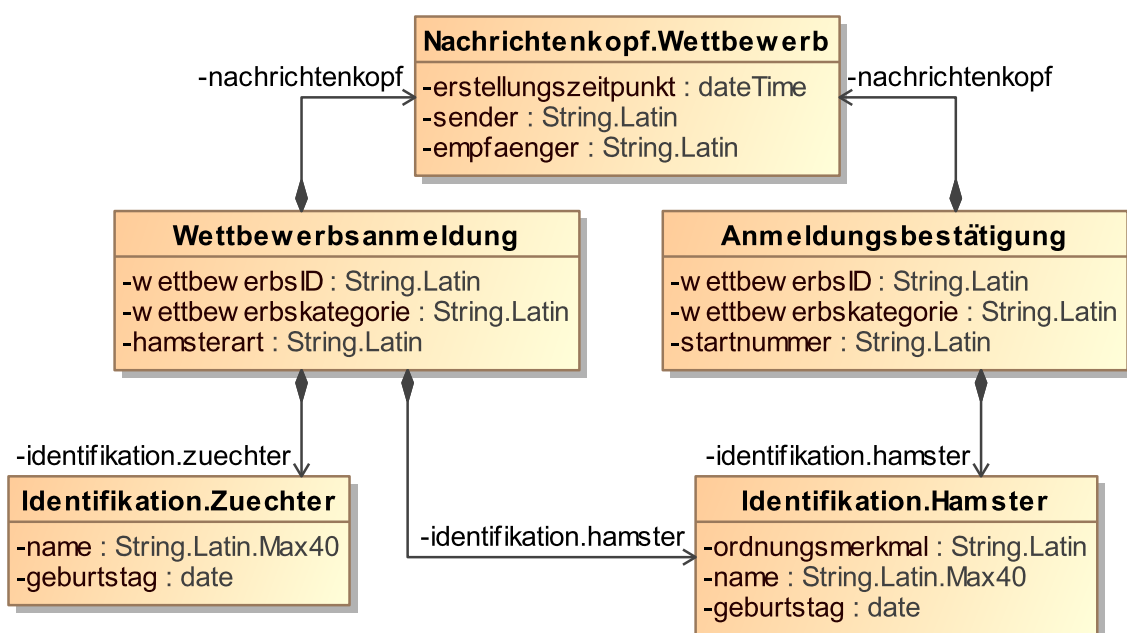 Nachrichtenkopf.Wettbewerb
-nachrichtenkopf
-nachrichtenkopf
-erstellungszeitpunkt : dateTime
-sender : String.Latin
-empfaenger : String.Latin
Wettbewerbsanmeldung
-wettbewerbsID : String.Latin
-wettbewerbskategorie : String.Latin
-hamsterart : String.Latin
Anmeldungsbestätigung
-wettbewerbsID : String.Latin
-wettbewerbskategorie : String.Latin
-startnummer : String.Latin
-identifikation.zuechter
-identifikation.hamster
Identifikation.Zuechter
-name : String.Latin.Max40
-geburtstag : date
-identifikation.hamster
Identifikation.Hamster
-ordnungsmerkmal : String.Latin
-name : String.Latin.Max40
-geburtstag : date